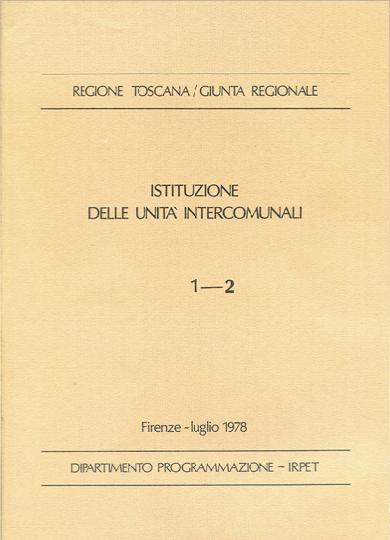 REGIONE TOSCANA/GIUNTA REGIONALE
ISTITUZIONE
DELLE UNITA' INTERCOMUNALI
1—2
Firenze - luglio 1978
DIPARTIMENTO PROGRAMMAZIONE - IRPET